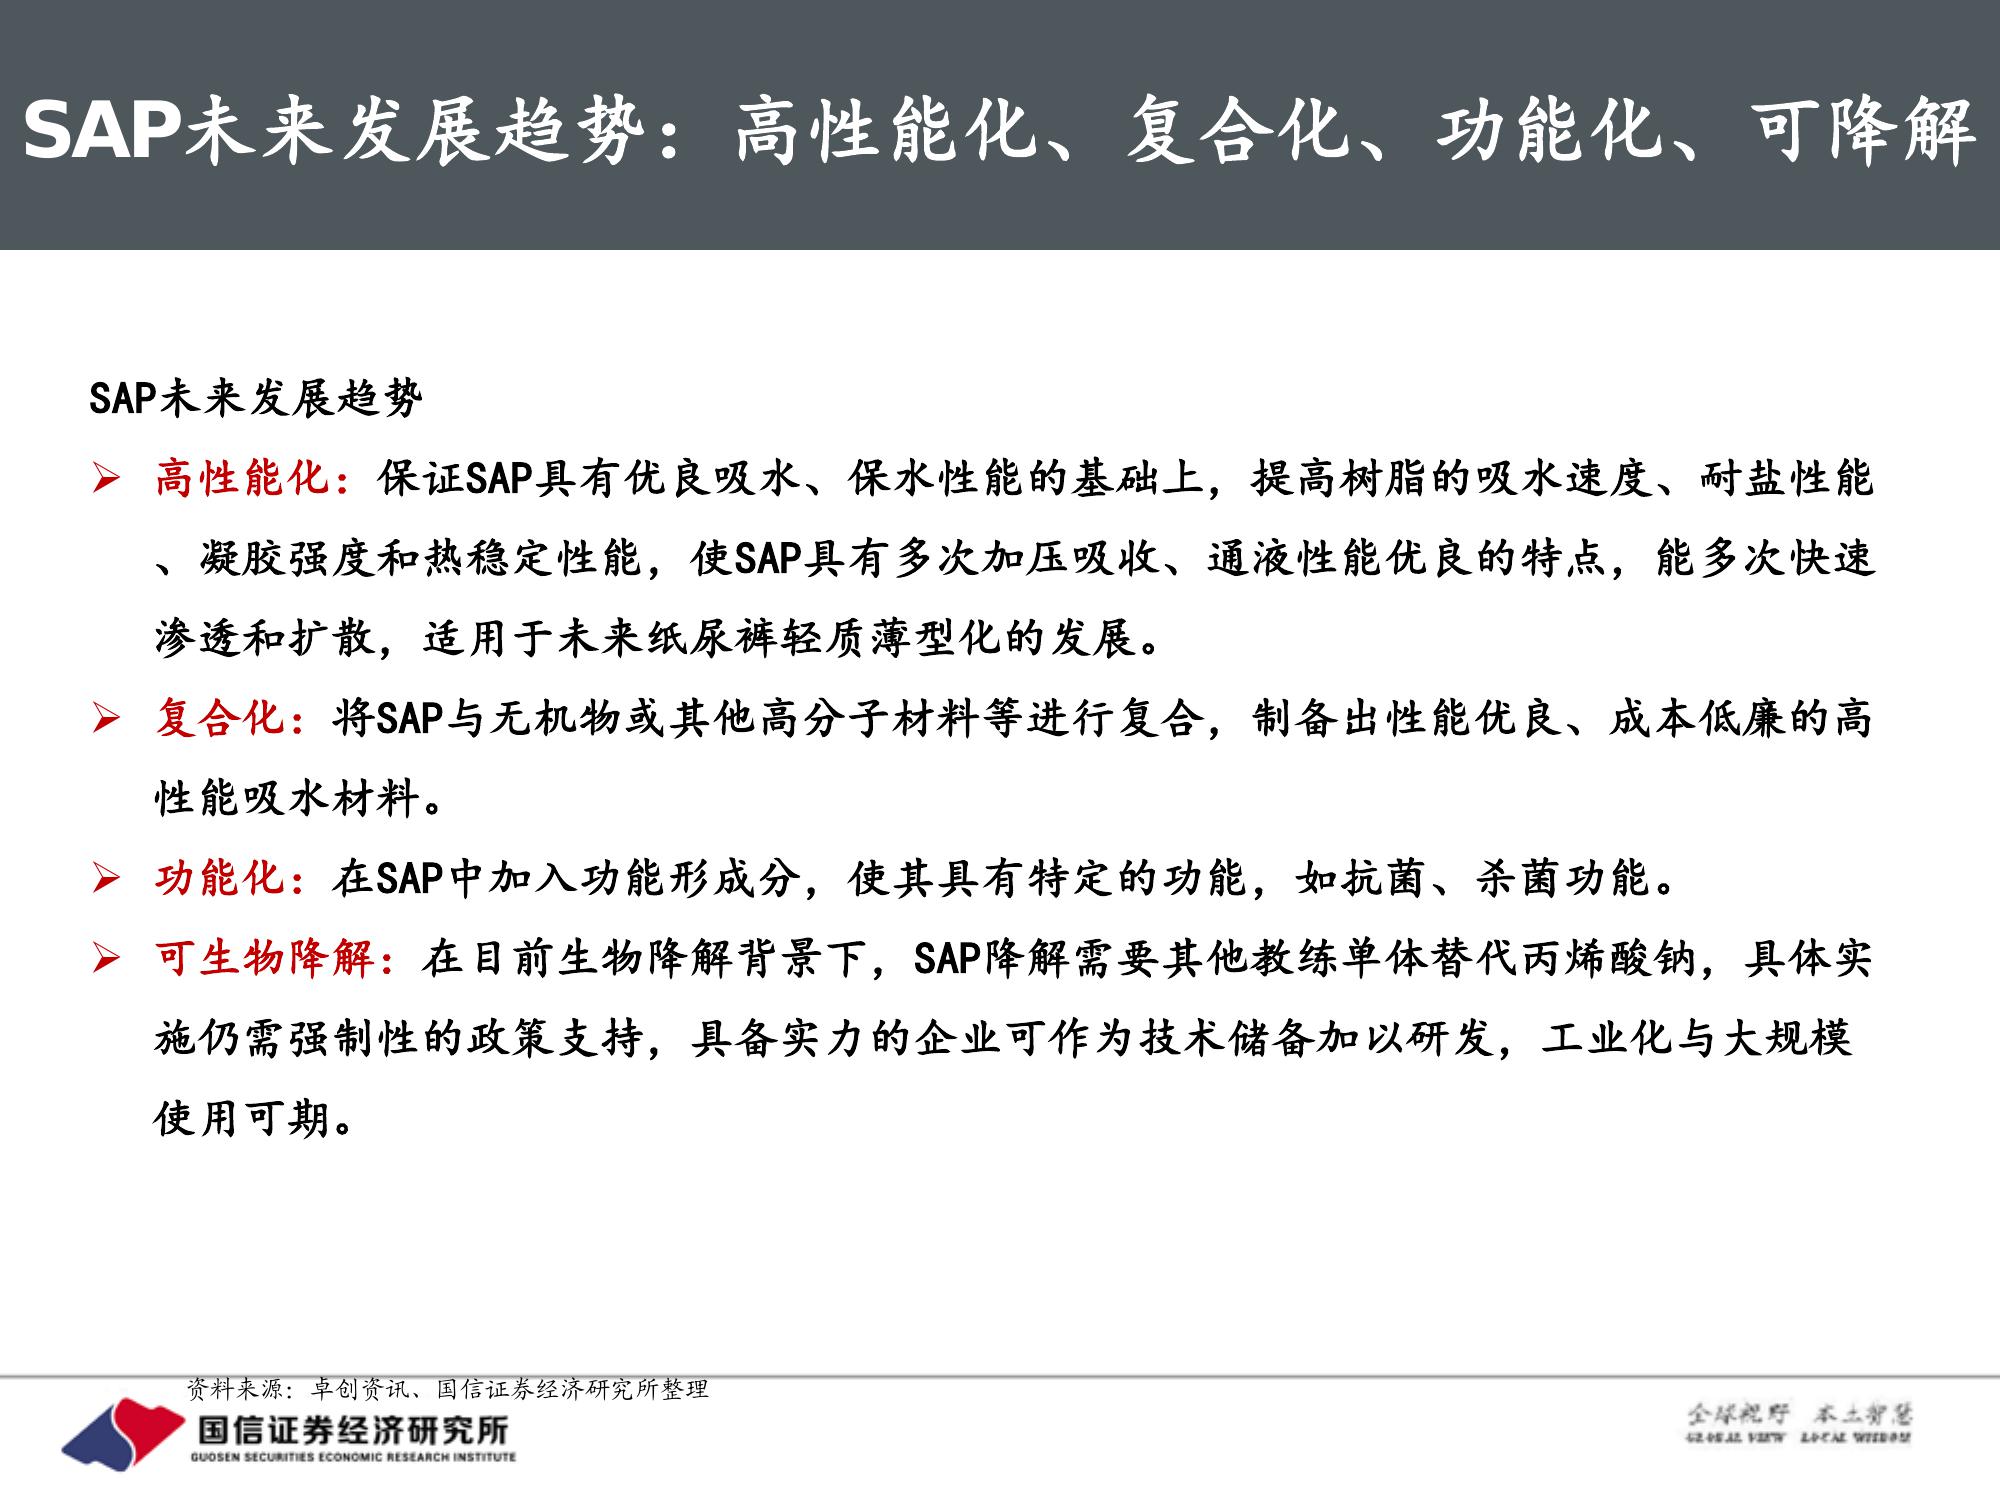 SAP未来发展趋势：高性能化、复合化、功能化、可降解
SAP未来发展趋势
➢ 高性能化：保证SAP具有优良吸水、保水性能的基础上，提高树脂的吸水速度、耐盐性能
、凝胶强度和热稳定性能，使SAP具有多次加压吸收、通液性能优良的特点，能多次快速
渗透和扩散，适用于未来纸尿裤轻质薄型化的发展。
➢ 复合化：将SAP与无机物或其他高分子材料等进行复合，制备出性能优良、成本低廉的高
性能吸水材料。
➢ 功能化：在SAP中加入功能形成分，使其具有特定的功能，如抗菌、杀菌功能。
➢ 可生物降解：在目前生物降解背景下，SAP降解需要其他教练单体替代丙烯酸钠，具体实
施仍需强制性的政策支持，具备实力的企业可作为技术储备加以研发，工业化与大规模
使用可期。
资料来源：卓创资讯、国信证券经济研究所整理
国信证券经济研究所
GUOSEN SECURITIES ECONOMIC RESEARCH INSTITUTE
全球视野 本土智慧
GLOBAL VIEW LOCAL WISDOM